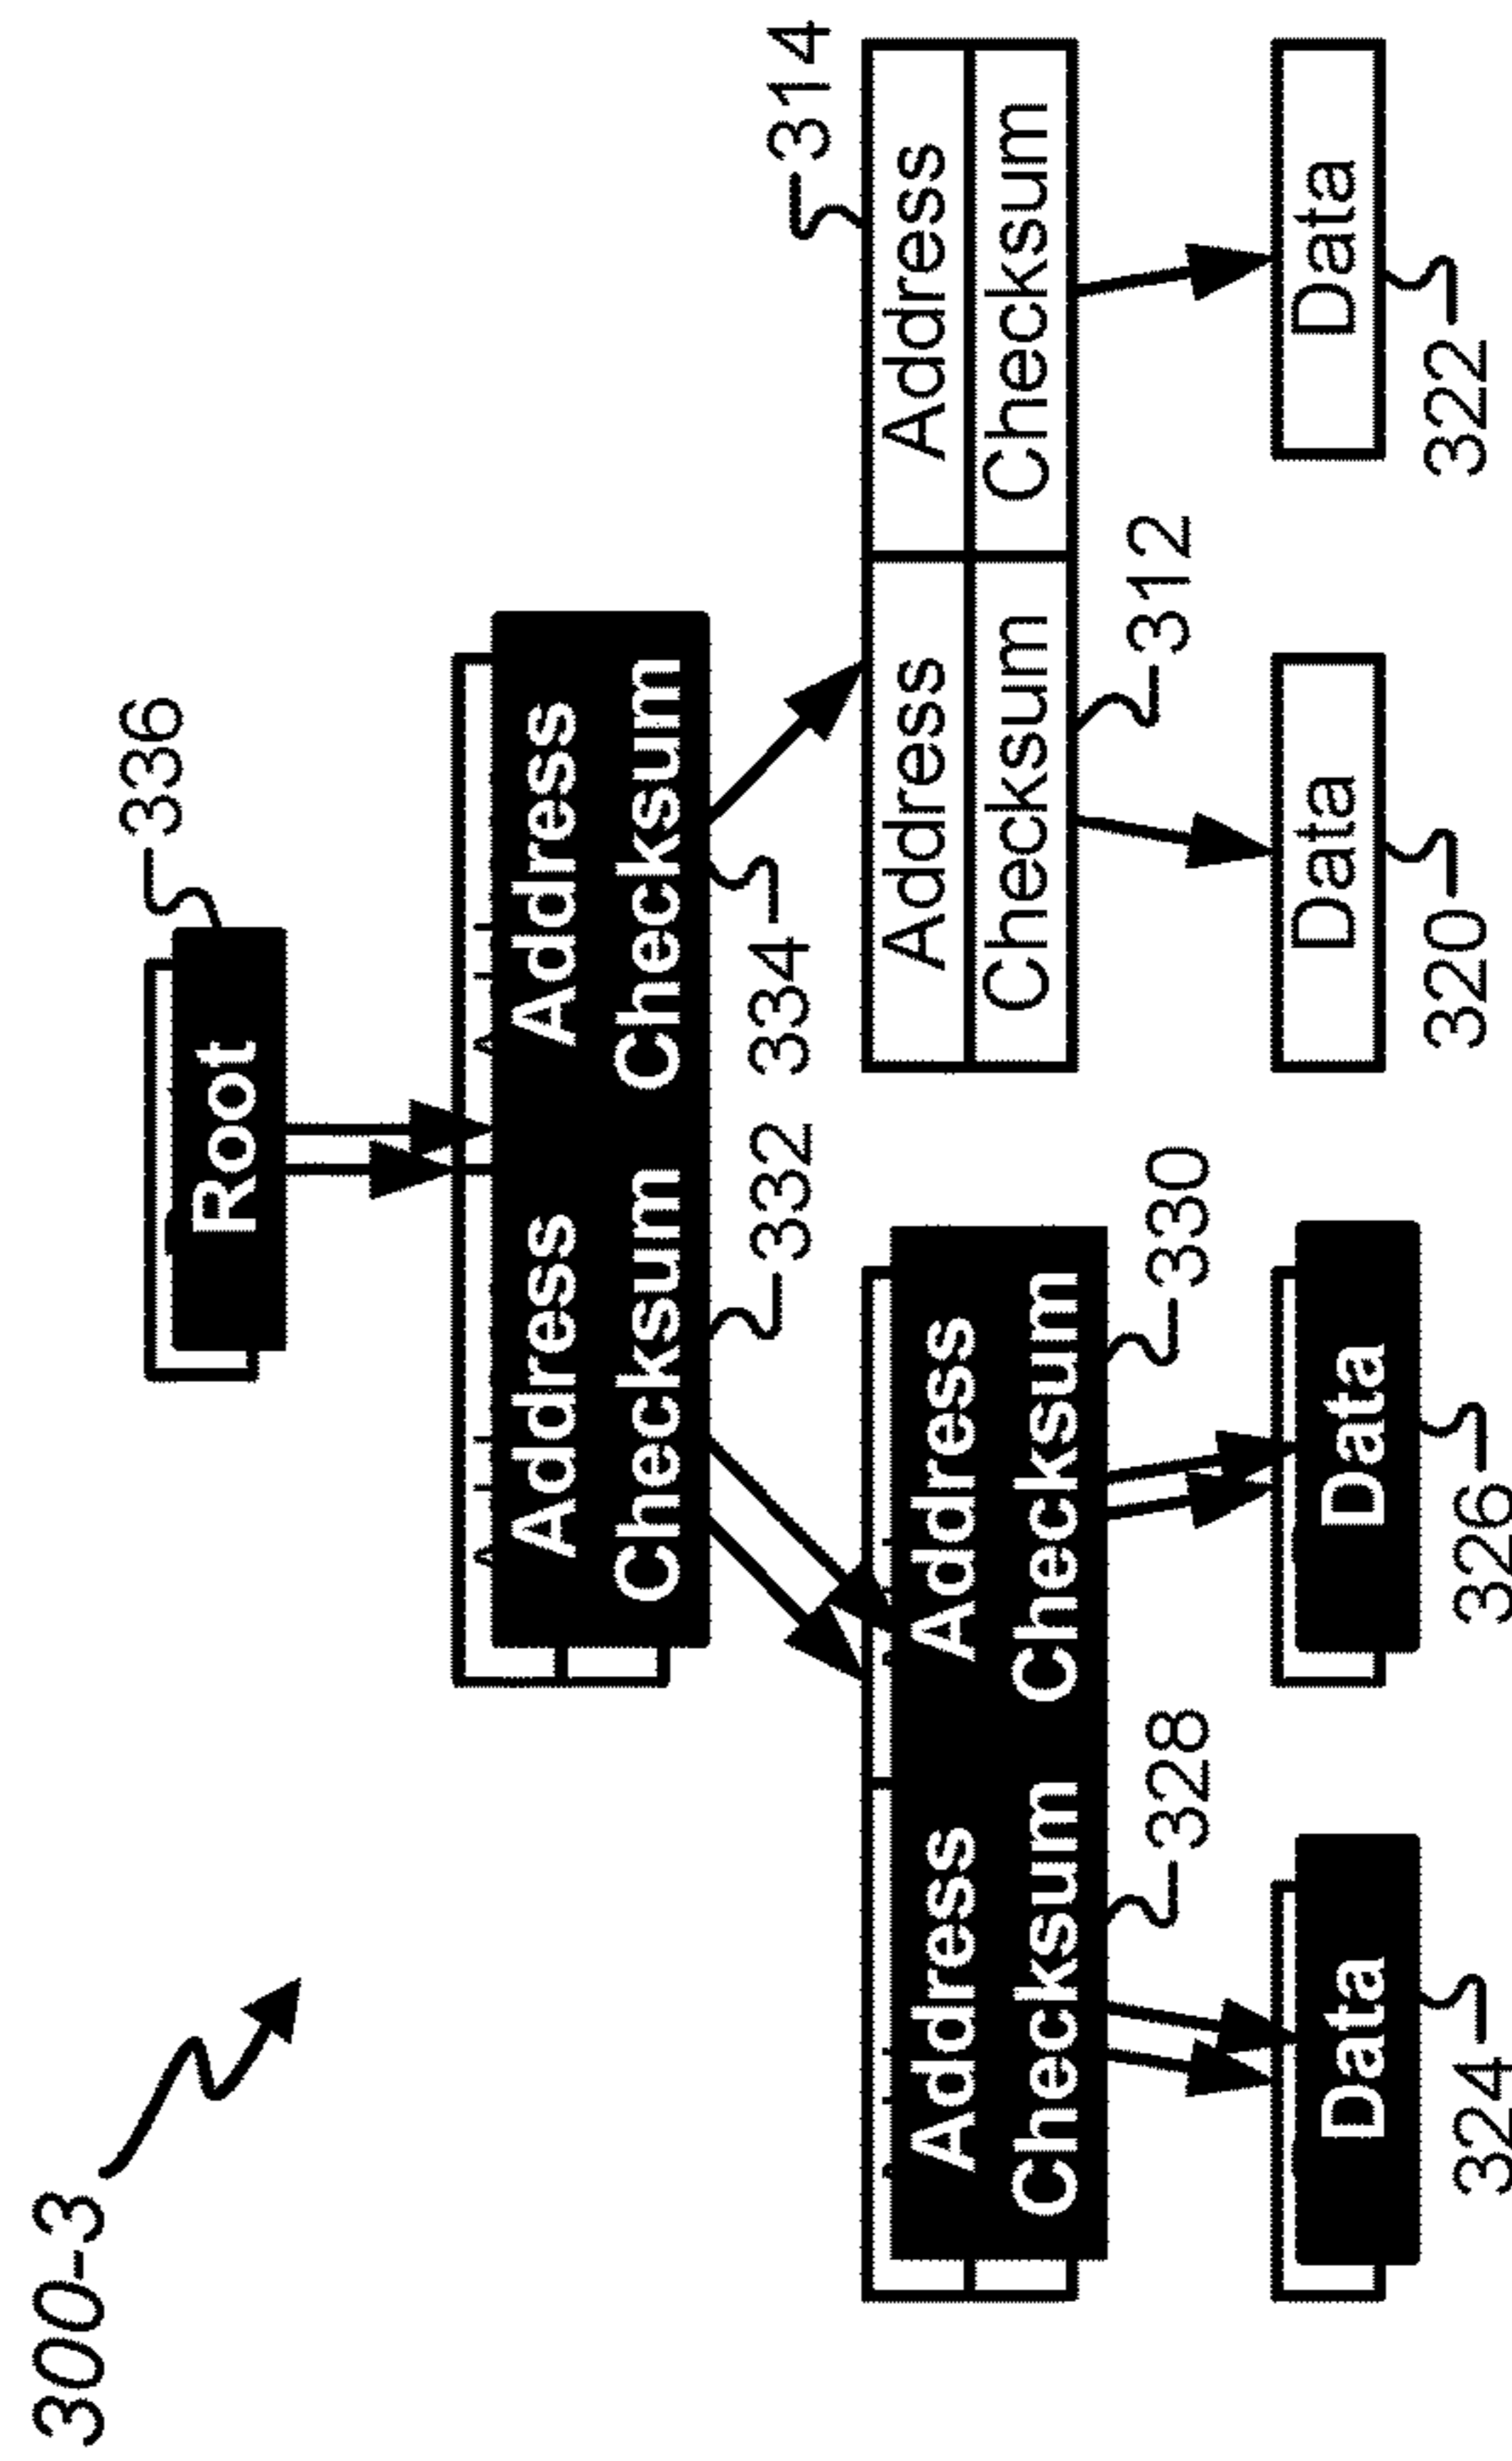 300-3
336
Root
Address Address
Checksum Checksum
332 334 314
Address Address Address Address
Checksum Checksum Checksum Checksum
328 330 312
Data Data Data Data
324 326 320 322